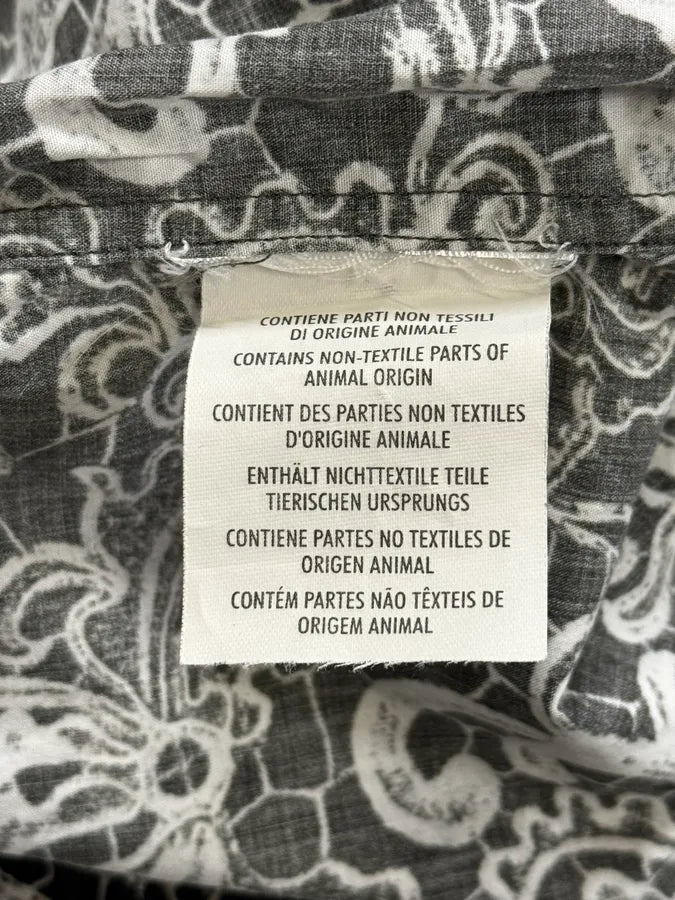 CONTIENE PARTI NON TESSILI
DI ORIGINE ANIMALE
CONTAINS NON-TEXTILE PARTS OF
ANIMAL ORIGIN
CONTIENT DES PARTIES NON TEXTILES
D'ORIGINE ANIMALE
ENTHÄLT NICHTTEXTILE TEILE
TIERISCHEN URSPRUNGS
CONTIENE PARTES NO TEXTILES DE
ORIGEN ANIMAL
CONTÉM PARTES NÃO TÊXTEIS DE
ORIGEM ANIMAL